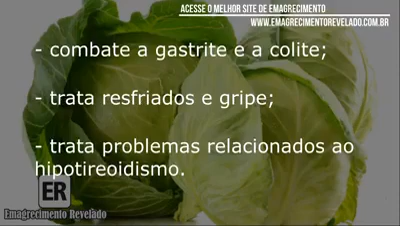 ACESSE O MELHOR SITE DE EMAGRECIMENTO
WWW.EMAGRECIMENTOREVELADO.COM.BR
- combate a gastrite e a colite;
- trata resfriados e gripe;
- trata problemas relacionados ao
hipotireoidismo.
ER
Emagrecimento Revelado